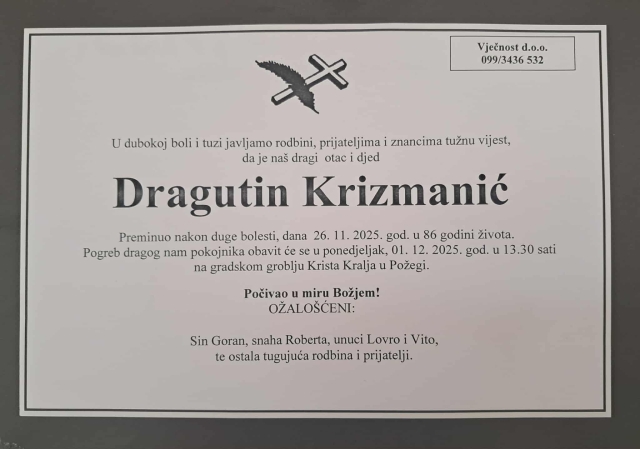 Vječnost d.o.o.
099/3436 532
U dubokoj boli i tuzi javljamo rodbini, prijateljima i znancima tužnu vijest,
da je naš dragi otac i djed
Dragutin Krizmanić
Preminuo nakon duge bolesti, dana 26. 11. 2025. god. u 86 godini života.
Pogreb dragog nam pokojnika obavit će se u ponedjeljak, 01. 12. 2025. god. u 13.30 sati
na gradskom groblju Krista Kralja u Požegi.
Počivao u miru Božjem!
OŽALOŠĆENI:
Sin Goran, snaha Roberta, unuci Lovro i Vito,
te ostala tugujuća rodbina i prijatelji.